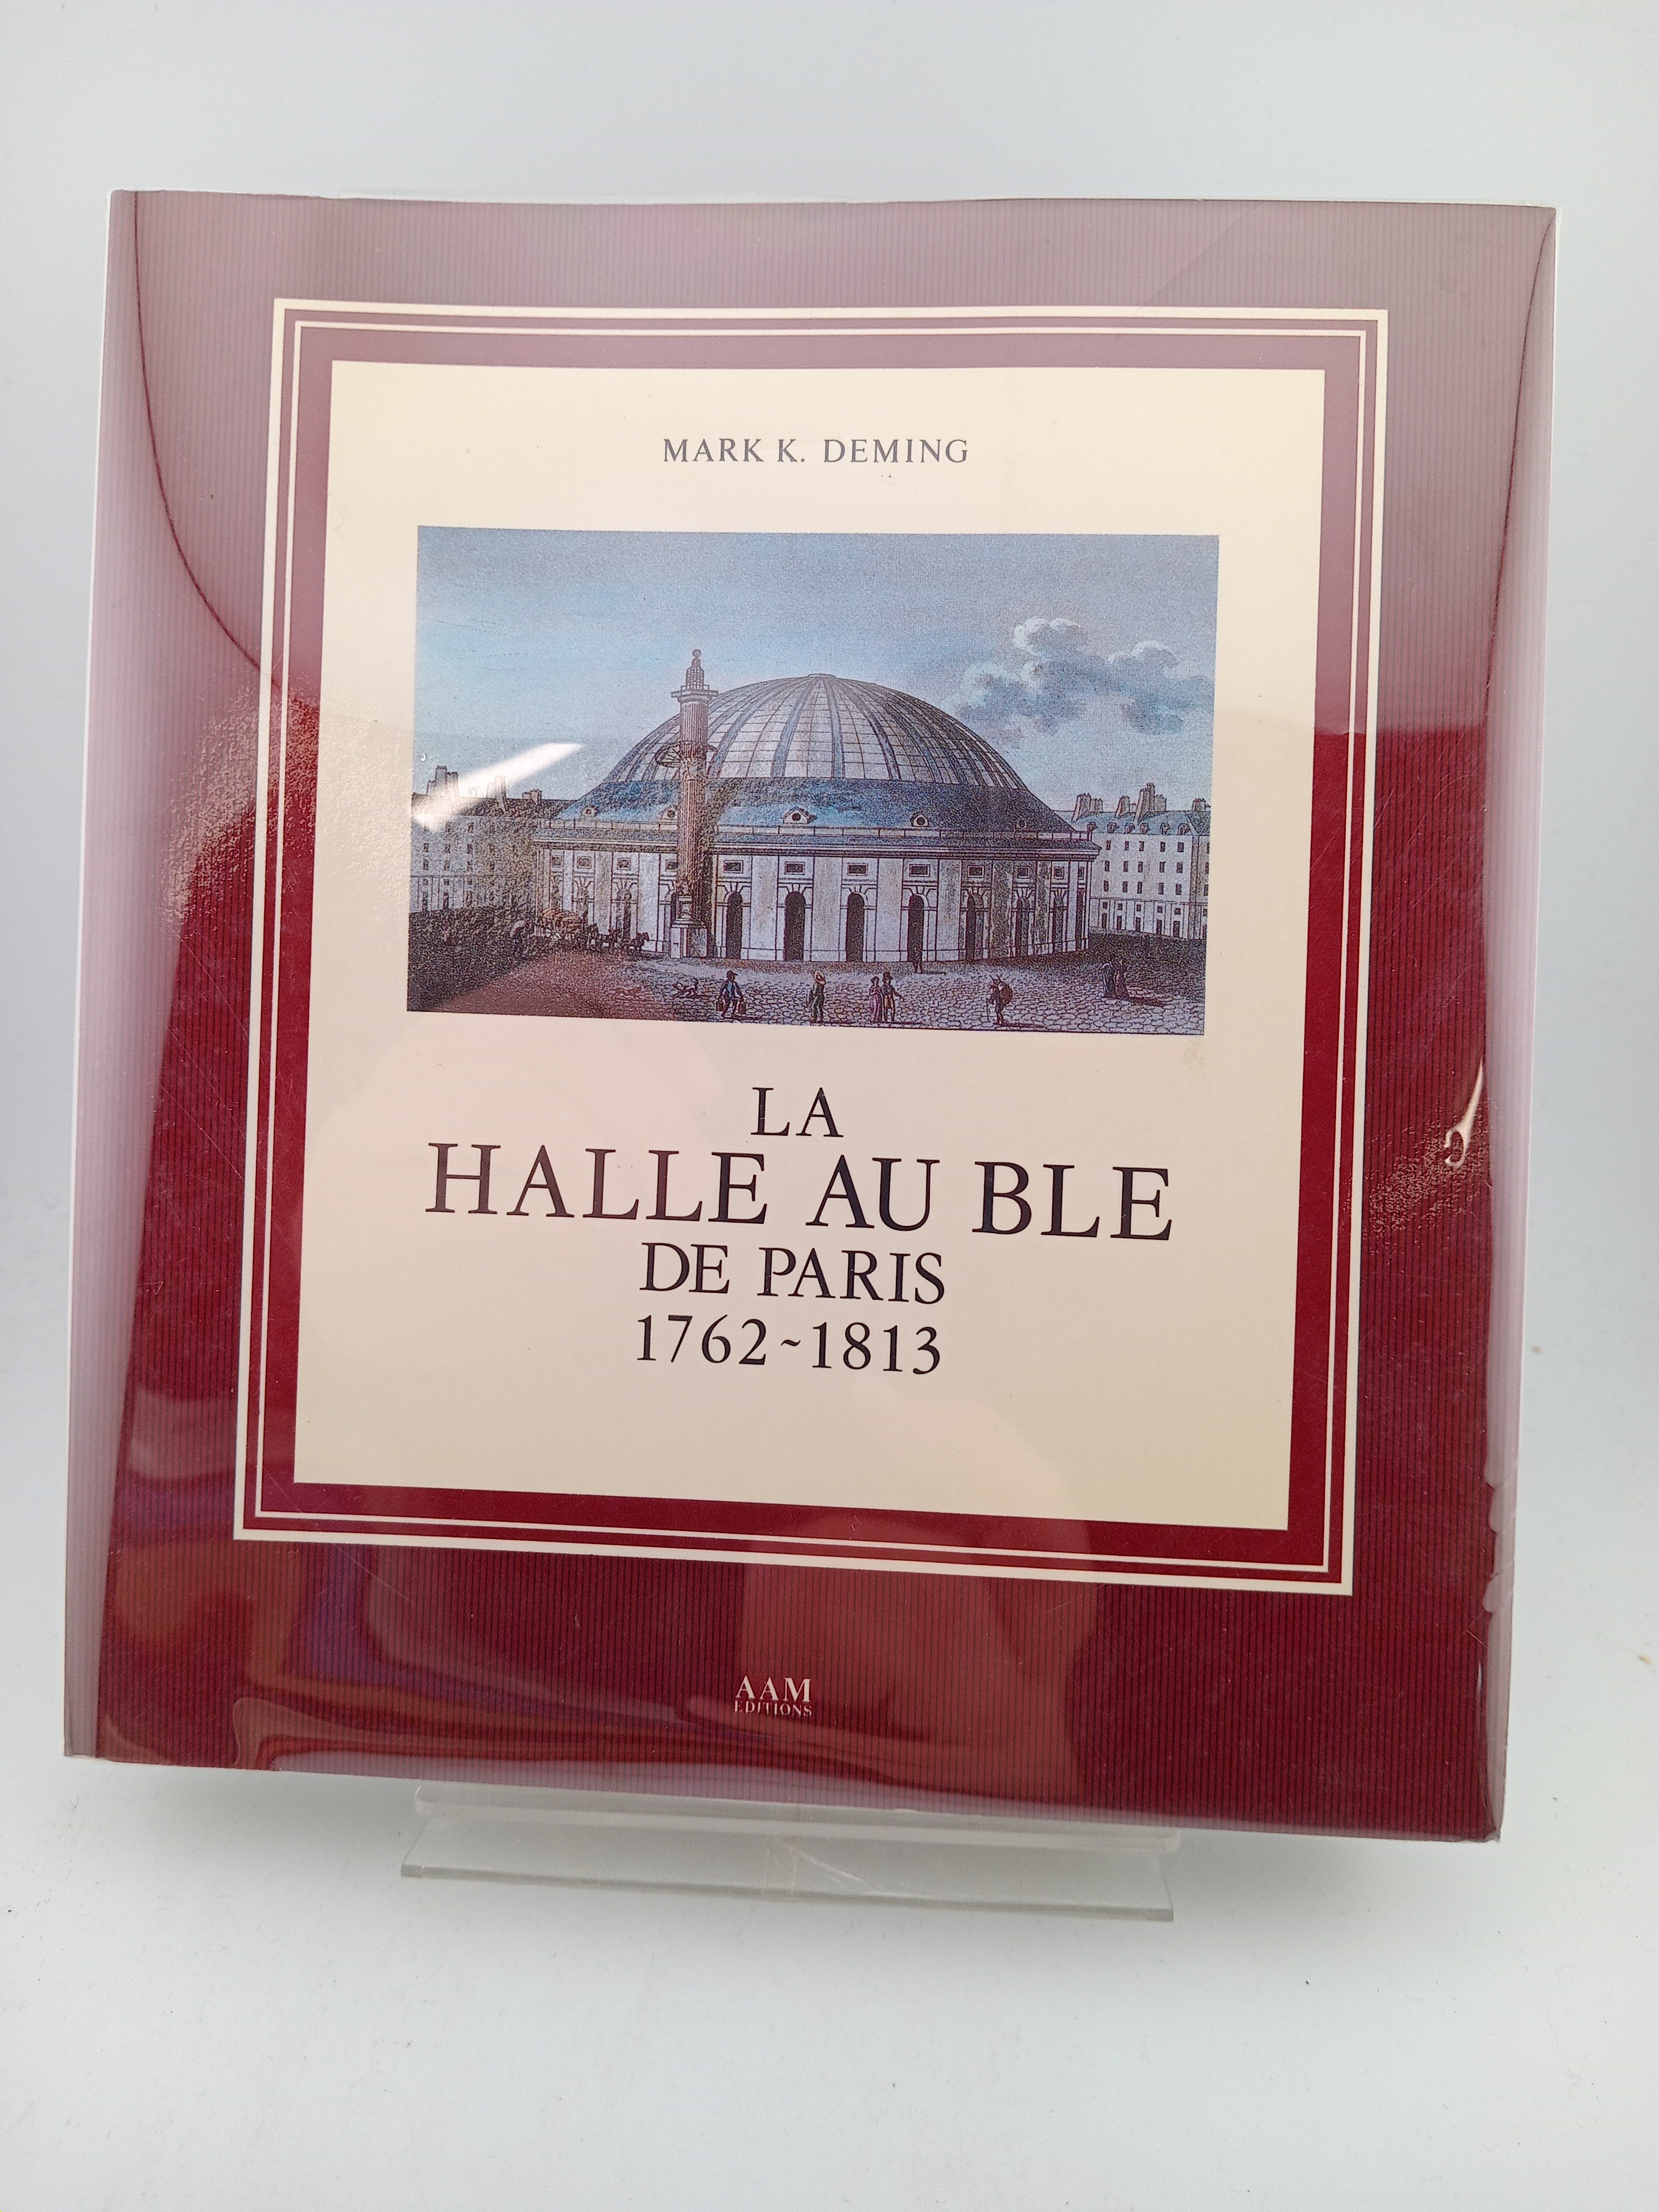 MARK K. DEMING
LA
HALLE AU BLE
DE PARIS
1762~1813
AAM
EDITIONS